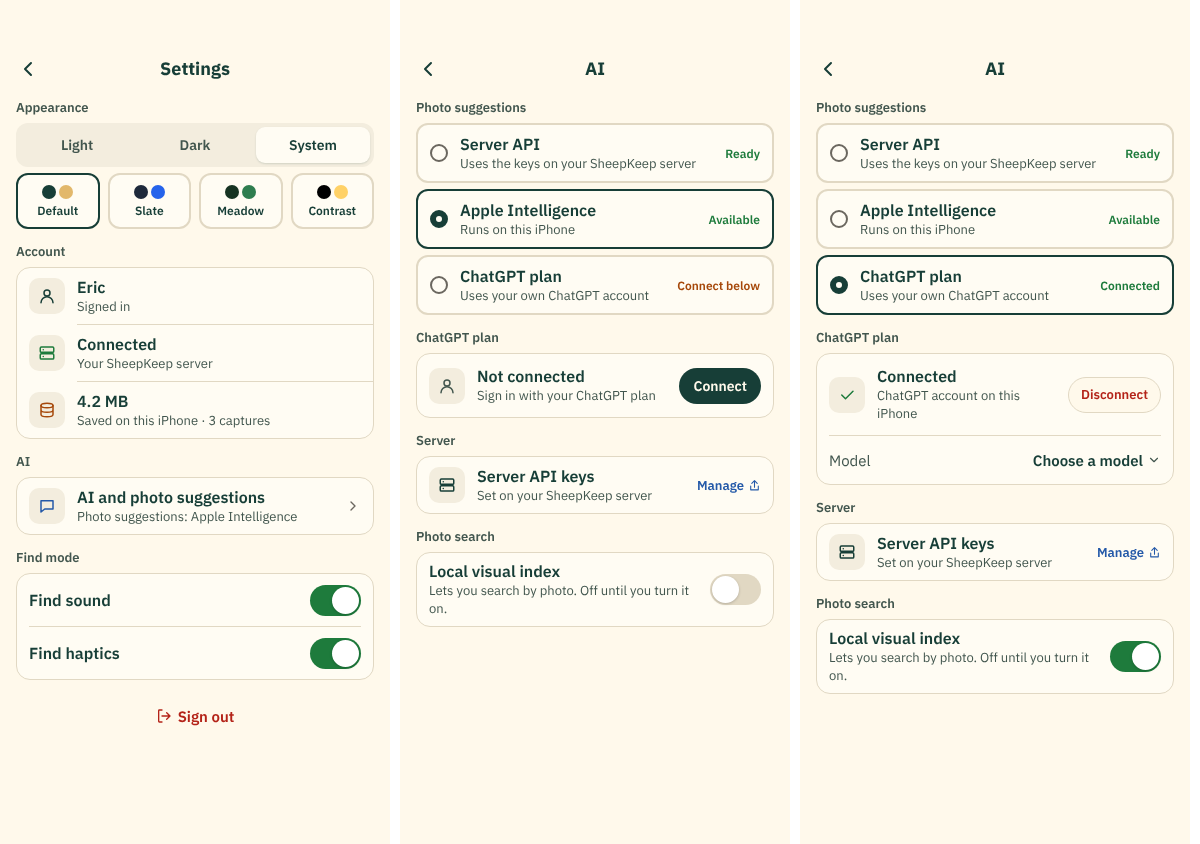 Settings
Appearance
Light
Dark
System
Default
Slate
Meadow
Contrast
Account
Eric
Signed in
Connected
Your SheepKeep server
4.2 MB
Saved on this iPhone · 3 captures
AI
AI and photo suggestions
Photo suggestions: Apple Intelligence
Find mode
Find sound
Find haptics
Sign out
AI
Photo suggestions
Server API
Uses the keys on your SheepKeep server
Ready
Apple Intelligence
Runs on this iPhone
Available
ChatGPT plan
Uses your own ChatGPT account
Connect below
ChatGPT plan
Not connected
Sign in with your ChatGPT plan
Connect
Server
Server API keys
Set on your SheepKeep server
Manage
Photo search
Local visual index
Lets you search by photo. Off until you turn it
on.
AI
Photo suggestions
Server API
Uses the keys on your SheepKeep server
Ready
Apple Intelligence
Runs on this iPhone
Available
ChatGPT plan
Uses your own ChatGPT account
Connected
ChatGPT plan
Connected
ChatGPT account on this
iPhone
Disconnect
Model
Choose a model
Server
Server API keys
Set on your SheepKeep server
Manage
Photo search
Local visual index
Lets you search by photo. Off until you turn it
on.